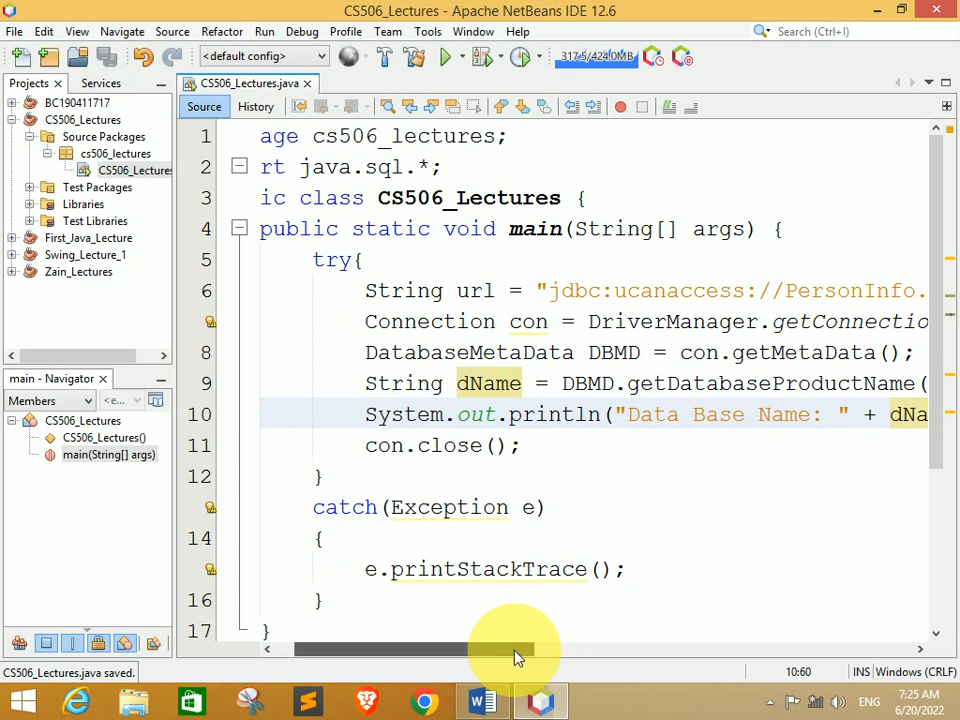 CS506_Lectures - Apache NetBeans IDE 12.6
File Edit View Navigate Source Refactor Run Debug Profile Team Tools Window Help
Search (Ctrl+I)
<default config>
317.5/424.0MB
Projects
Services
CS506_Lectures.java
BC190411717
CS506_Lectures
Source Packages
cs506_lectures
CS506_Lectures
Test Packages
Libraries
Test Libraries
First_Java_Lecture
Swing_Lecture_1
Zain_Lectures
main - Navigator
Members
<e...
CS506_Lectures
CS506_Lectures()
main(String[] args)
Source
History
1 age cs506_lectures;
2 rt java.sql.*;
3 ic class CS506_Lectures {
4 public static void main(String[] args) {
5 try{
6 String url = "jdbc:ucanaccess://PersonInfo.
Connection con = DriverManager.getConnectio
8 DatabaseMetaData DBMD = con.getMetaData();
9 String dName = DBMD.getDatabaseProductName(
10 System.out.println("Data Base Name: " + dNa
11 con.close();
12 }
catch(Exception e)
14 {
e.printStackTrace();
16 }
17 }
CS506_Lectures.java saved.
10:60
INS
Windows (CRLF)
ENG
7:25 AM
6/20/2022